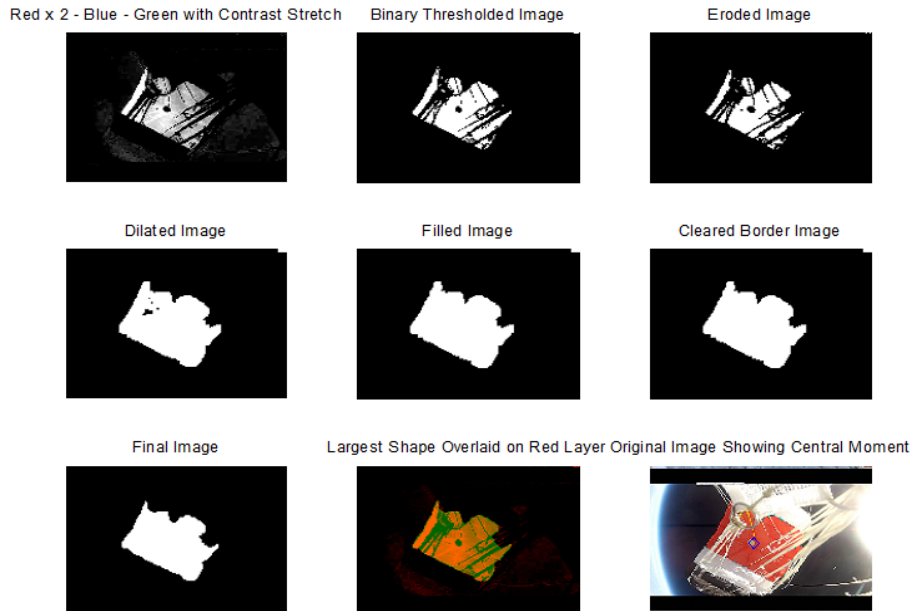 Red x 2 - Blue - Green with Contrast Stretch
Binary Thresholded Image
Eroded Image
Dilated Image
Filled Image
Cleared Border Image
Final Image
Largest Shape Overlaid on Red Layer
Original Image Showing Central Moment